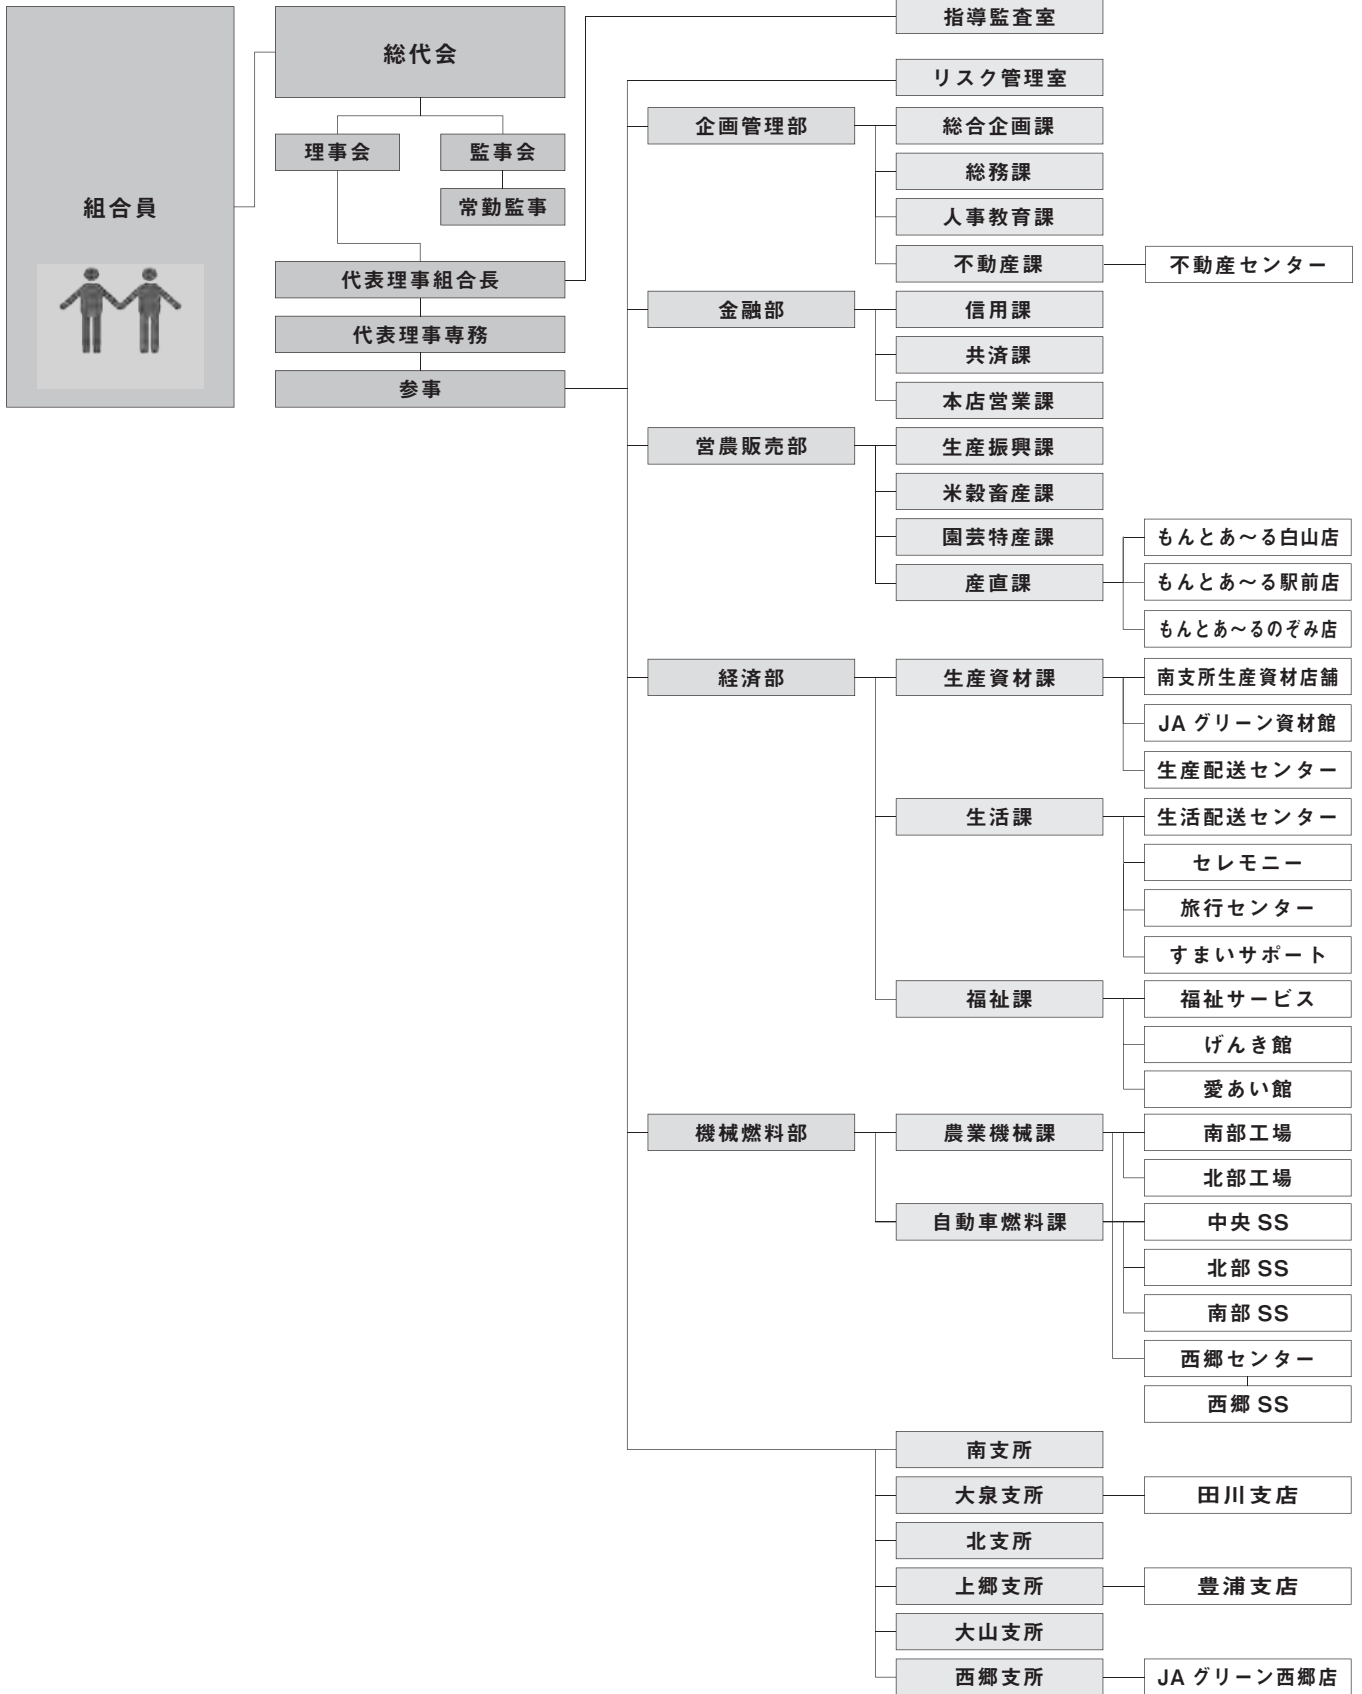 組合員
総代会
理事会
監事会
常勤監事
代表理事組合長
代表理事専務
参事
指導監査室
リスク管理室
企画管理部
総合企画課
総務課
人事教育課
不動産課
不動産センター
金融部
信用課
共済課
本店営業課
営農販売部
生産振興課
米穀畜産課
園芸特産課
産直課
もんとあ～る白山店
もんとあ～る駅前店
もんとあ～るのぞみ店
経済部
生産資材課
南支所生産資材店舗
JA グリーン資材館
生産配送センター
生活課
生活配送センター
セレモニー
旅行センター
すまいサポート
福祉課
福祉サービス
げんき館
愛あい館
機械燃料部
農業機械課
南部工場
北部工場
自動車燃料課
中央 SS
北部 SS
南部 SS
西郷センター
西郷 SS
南支所
大泉支所
田川支店
北支所
上郷支所
豊浦支店
大山支所
西郷支所
JA グリーン西郷店